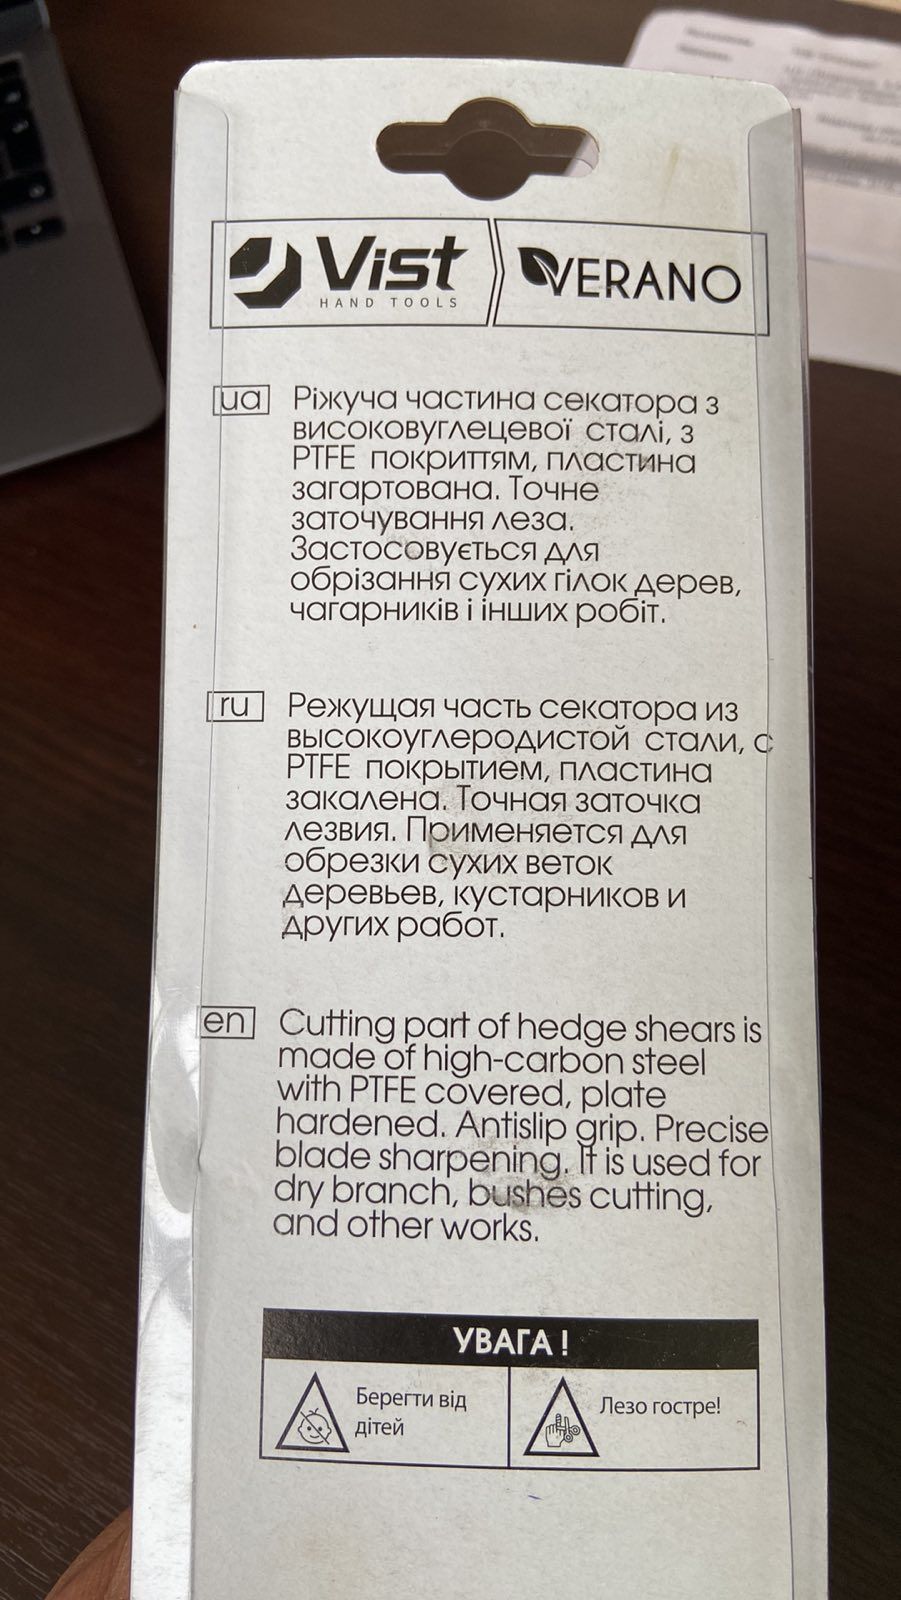 Vist
HAND TOOLS
VERANO
ua
Ріжуча частина секатора з
високовуглецевої сталі, з
PTFE покриттям, пластина
загартована. Точне
заточування леза.
Застосовується для
обрізання сухих гілок дерев,
чагарників і інших робіт.
ru
Режущая часть секатора из
высокоуглеродистой стали, с
PTFE покрытием, пластина
закалена. Точная заточка
лезвия. Применяется для
обрезки сухих веток
деревьев, кустарников и
других работ.
en
Cutting part of hedge shears is
made of high-carbon steel
with PTFE covered, plate
hardened. Antislip grip. Precise
blade sharpening. It is used for
dry branch, bushes cutting,
and other works.
УВАГА !
Берегти від
дітей
Лезо гостре!